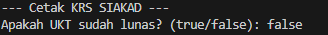 --- Cetak KRS SIAKAD ---
Apakah UKT sudah lunas? (true/false): false